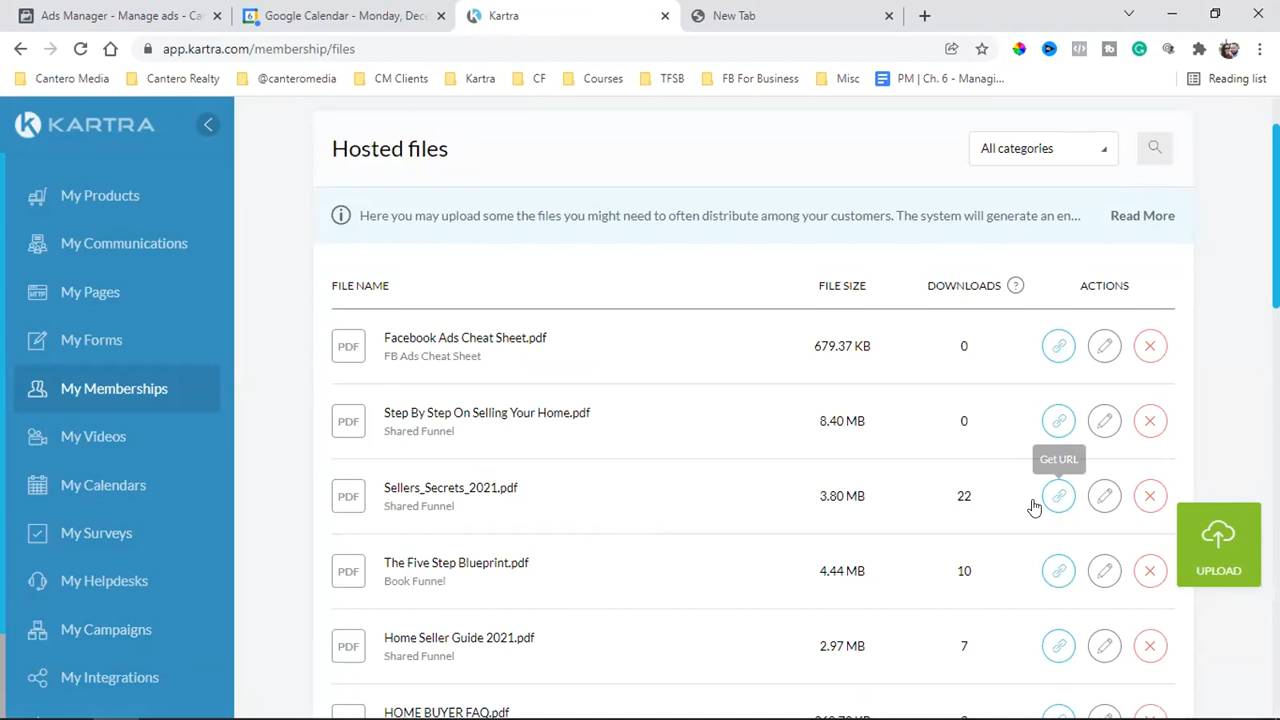 Ads Manager - Manage ads - Ca
Google Calendar - Monday, Dec
Kartra
New Tab
app.kartra.com/membership/files
Cantero Media
Cantero Realty
@canteromedia
CM Clients
Kartra
CF
Courses
TFSB
FB For Business
Misc
PM | Ch. 6 - Managi...
Reading list
KARTRA
My Products
My Communications
My Pages
My Forms
My Memberships
My Videos
My Calendars
My Surveys
My Helpdesks
My Campaigns
My Integrations
Hosted files
All categories
Here you may upload some the files you might need to often distribute among your customers. The system will generate an en...
Read More
FILE NAME FILE SIZE DOWNLOADS ? ACTIONS
PDF Facebook Ads Cheat Sheet.pdf 679.37 KB 0
FB Ads Cheat Sheet
PDF Step By Step On Selling Your Home.pdf 8.40 MB 0
Shared Funnel
Get URL
PDF Sellers_Secrets_2021.pdf 3.80 MB 22
Shared Funnel
PDF The Five Step Blueprint.pdf 4.44 MB 10
Book Funnel
PDF Home Seller Guide 2021.pdf 2.97 MB 7
Shared Funnel
HOME BUYER FAQ.pdf
UPLOAD